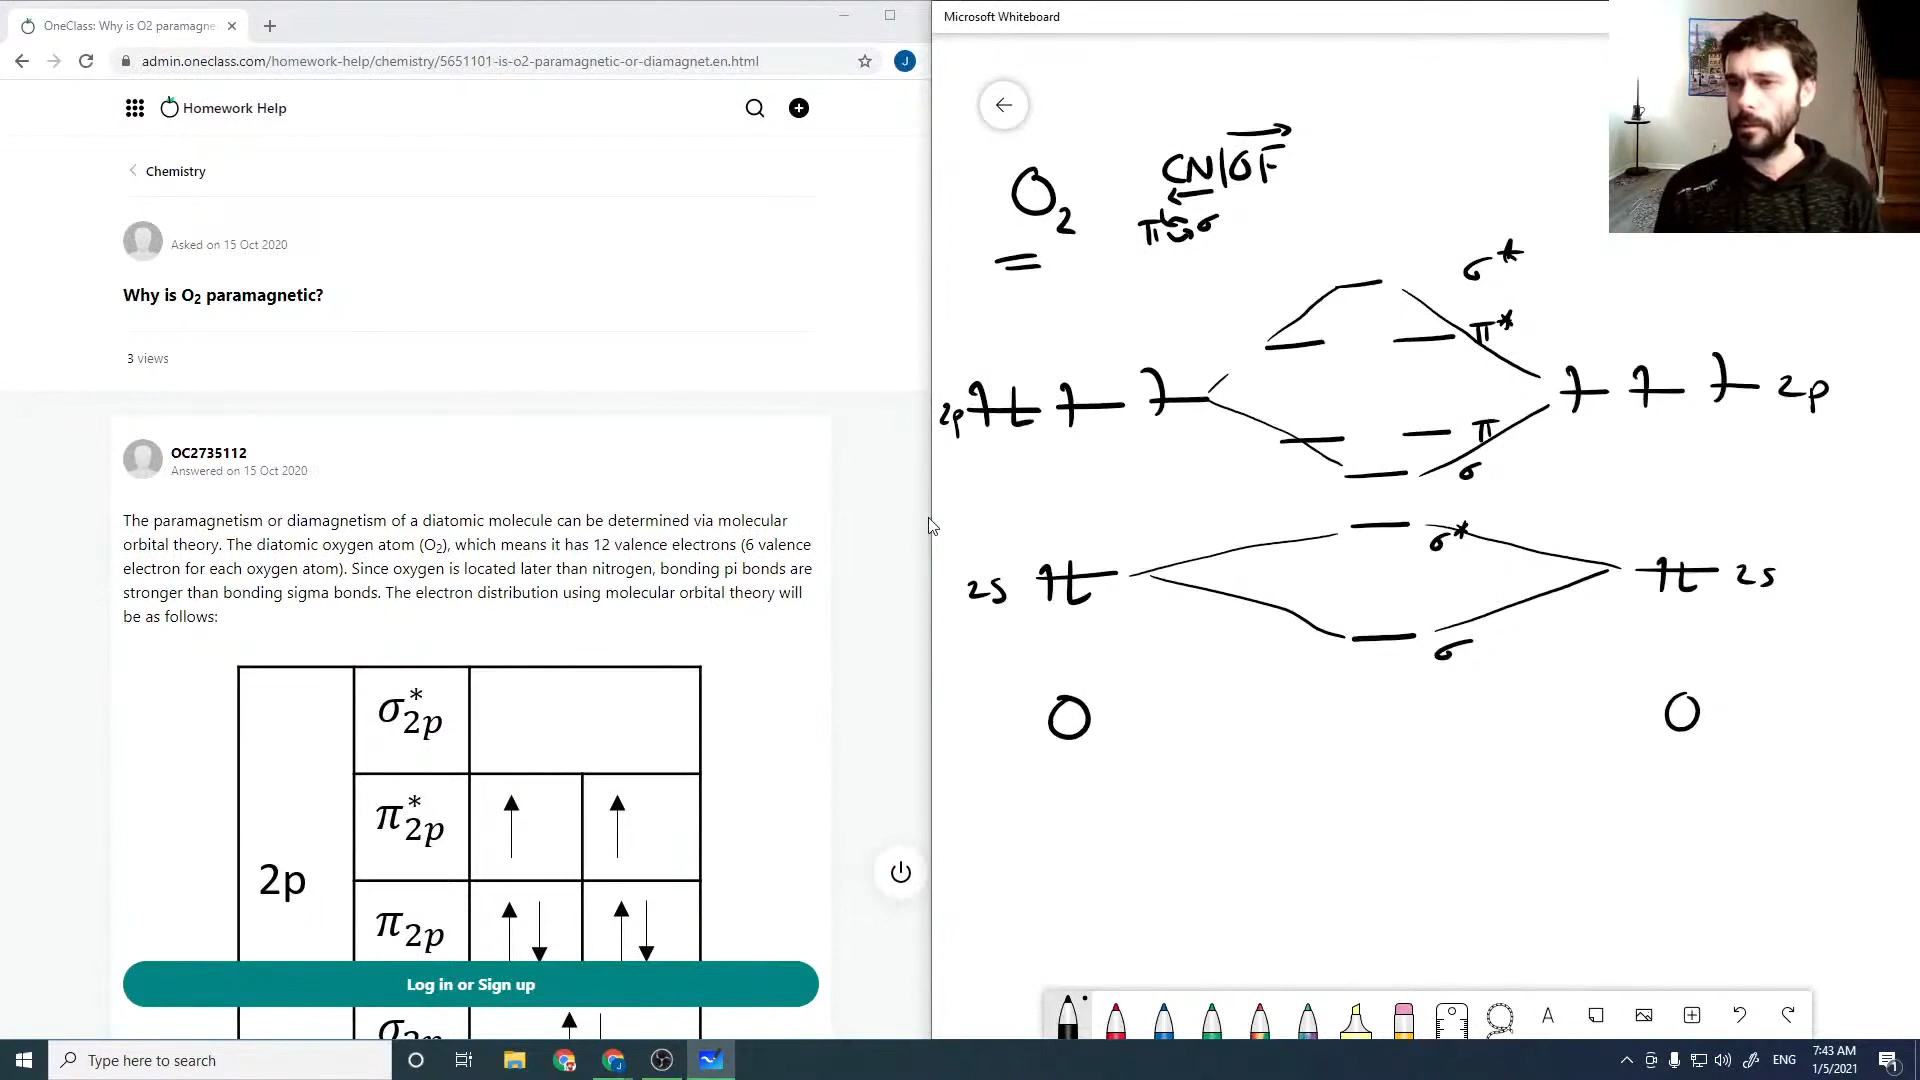 OneClass: Why is O2 paramagne
admin.oneclass.com/homework-help/chemistry/5651101-is-o2-paramagnetic-or-diamagnet.en.html
J
Homework Help
Chemistry
Asked on 15 Oct 2020
Why is O₂ paramagnetic?
3 views
OC2735112
Answered on 15 Oct 2020
The paramagnetism or diamagnetism of a diatomic molecule can be determined via molecular
orbital theory. The diatomic oxygen atom (O₂), which means it has 12 valence electrons (6 valence
electron for each oxygen atom). Since oxygen is located later than nitrogen, bonding pi bonds are
stronger than bonding sigma bonds. The electron distribution using molecular orbital theory will
be as follows:
σ*2p
π*2p
2p
π2p
Log in or Sign up
σ2p
Microsoft Whiteboard
O₂
CN|OF
π σ
σ*
π*
2p
2p
π
σ
σ*
2s
2s
σ
O
O
A
Type here to search
ENG
7:43 AM
1/5/2021
1